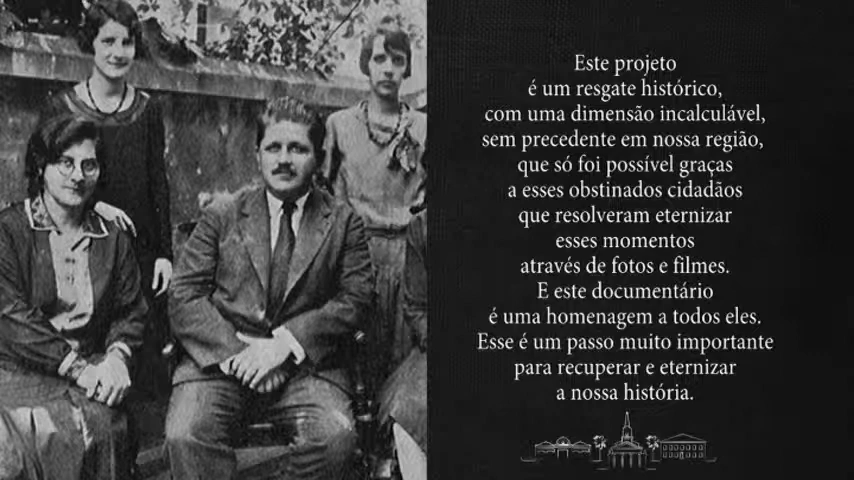 Este projeto
é um resgate histórico,
com uma dimensão incalculável,
sem precedente em nossa região,
que só foi possível graças
a esses obstinados cidadãos
que resolveram eternizar
esses momentos
através de fotos e filmes.
E este documentário
é uma homenagem a todos eles.
Esse é um passo muito importante
para recuperar e eternizar
a nossa história.